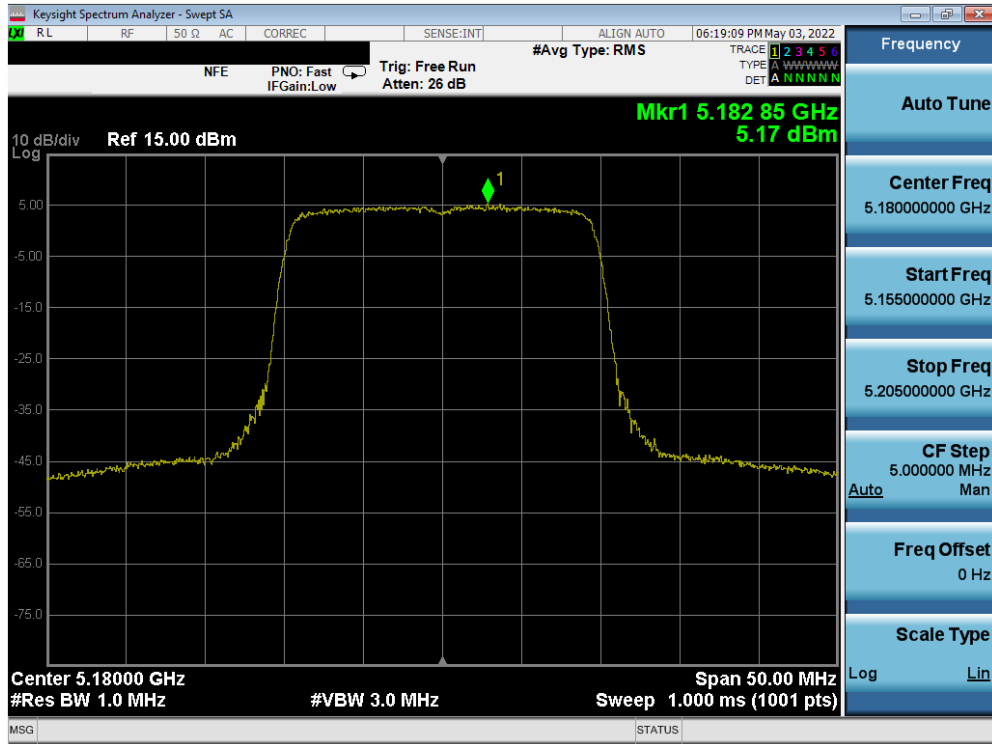 Keysight Spectrum Analyzer - Swept SA
LXI RL RF 50 Ω AC CORREC SENSE:INT ALIGN AUTO 06:19:09 PM May 03, 2022
#Avg Type: RMS
TRACE 1 2 3 4 5 6
TYPE A WWWWW
DET A N N N N N
NFE PNO: Fast Trig: Free Run
IFGain:Low Atten: 26 dB
Mkr1 5.182 85 GHz
5.17 dBm
10 dB/div Ref 15.00 dBm
Log
1
5.00
-5.00
-15.0
-25.0
-35.0
-45.0
-55.0
-65.0
-75.0
Center 5.18000 GHz Span 50.00 MHz
#Res BW 1.0 MHz #VBW 3.0 MHz Sweep 1.000 ms (1001 pts)
MSG STATUS
Frequency
Auto Tune
Center Freq
5.180000000 GHz
Start Freq
5.155000000 GHz
Stop Freq
5.205000000 GHz
CF Step
5.000000 MHz
Auto Man
Freq Offset
0 Hz
Scale Type
Log Lin